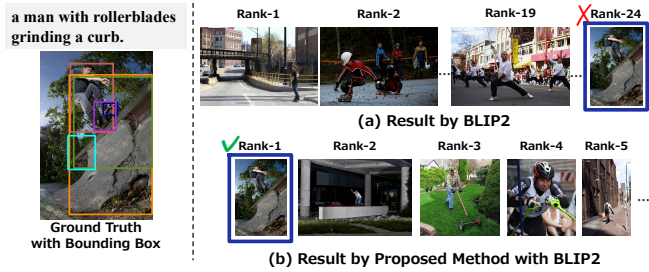 a man with rollerblades
grinding a curb.
Ground Truth
with Bounding Box
Rank-1 Rank-2 Rank-19 Rank-24
... ...
(a) Result by BLIP2
Rank-1 Rank-2 Rank-3 Rank-4 Rank-5
...
(b) Result by Proposed Method with BLIP2